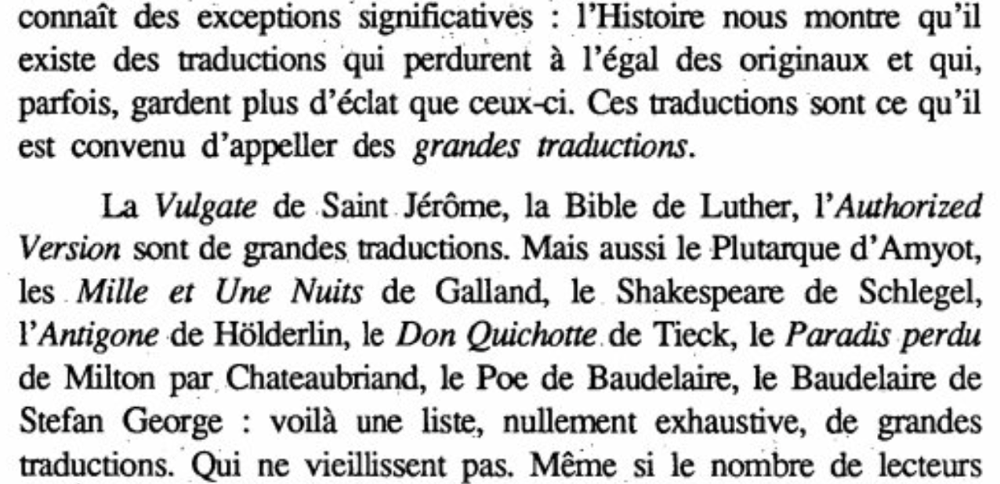 connaît des exceptions significatives : l'Histoire nous montre qu'il
existe des traductions qui perdurent à l'égal des originaux et qui,
parfois, gardent plus d'éclat que ceux-ci. Ces traductions sont ce qu'il
est convenu d'appeller des grandes traductions.
La Vulgate de Saint Jérôme, la Bible de Luther, l'Authorized
Version sont de grandes traductions. Mais aussi le Plutarque d'Amyot,
les Mille et Une Nuits de Galland, le Shakespeare de Schlegel,
l'Antigone de Hölderlin, le Don Quichotte de Tieck, le Paradis perdu
de Milton par Chateaubriand, le Poe de Baudelaire, le Baudelaire de
Stefan George : voilà une liste, nullement exhaustive, de grandes
traductions. Qui ne vieillissent pas. Même si le nombre de lecteurs